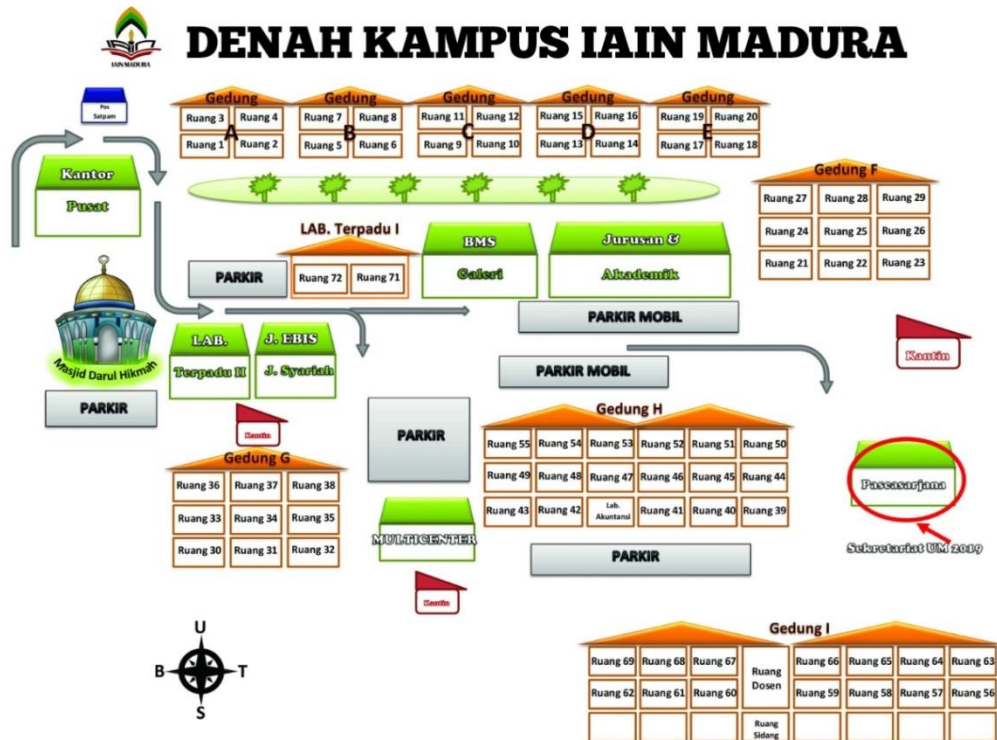 DENAH KAMPUS IAIN MADURA
IAIN MADURA
Pos
Satpam
Gedung
A
Ruang 3
Ruang 4
Ruang 1
Ruang 2
Gedung
B
Ruang 7
Ruang 8
Ruang 5
Ruang 6
Gedung
C
Ruang 11
Ruang 12
Ruang 9
Ruang 10
Gedung
D
Ruang 15
Ruang 16
Ruang 13
Ruang 14
Gedung
E
Ruang 19
Ruang 20
Ruang 17
Ruang 18
Kantor
Pusat
Gedung F
Ruang 27
Ruang 28
Ruang 29
Ruang 24
Ruang 25
Ruang 26
Ruang 21
Ruang 22
Ruang 23
LAB. Terpadu I
Ruang 72
Ruang 71
PARKIR
BMS
Galeri
Jurusan &
Akademik
PARKIR MOBIL
Masjid Darul Hikmah
PARKIR
LAB.
Terpadu II
J. EBIS
J. Syariah
PARKIR MOBIL
Kantin
Kantin
PARKIR
Gedung H
Ruang 55
Ruang 54
Ruang 53
Ruang 52
Ruang 51
Ruang 50
Ruang 49
Ruang 48
Ruang 47
Ruang 46
Ruang 45
Ruang 44
Ruang 43
Ruang 42
Lab.
Akuntansi
Ruang 41
Ruang 40
Ruang 39
PARKIR
Gedung G
Ruang 36
Ruang 37
Ruang 38
Ruang 33
Ruang 34
Ruang 35
Ruang 30
Ruang 31
Ruang 32
MULTICENTER
Kantin
Pascasarjana
Sekretariat UM 2019
U
B
T
S
Gedung I
Ruang 69
Ruang 68
Ruang 67
Ruang
Dosen
Ruang 66
Ruang 65
Ruang 64
Ruang 63
Ruang 62
Ruang 61
Ruang 60
Ruang 59
Ruang 58
Ruang 57
Ruang 56
Ruang
Sidang